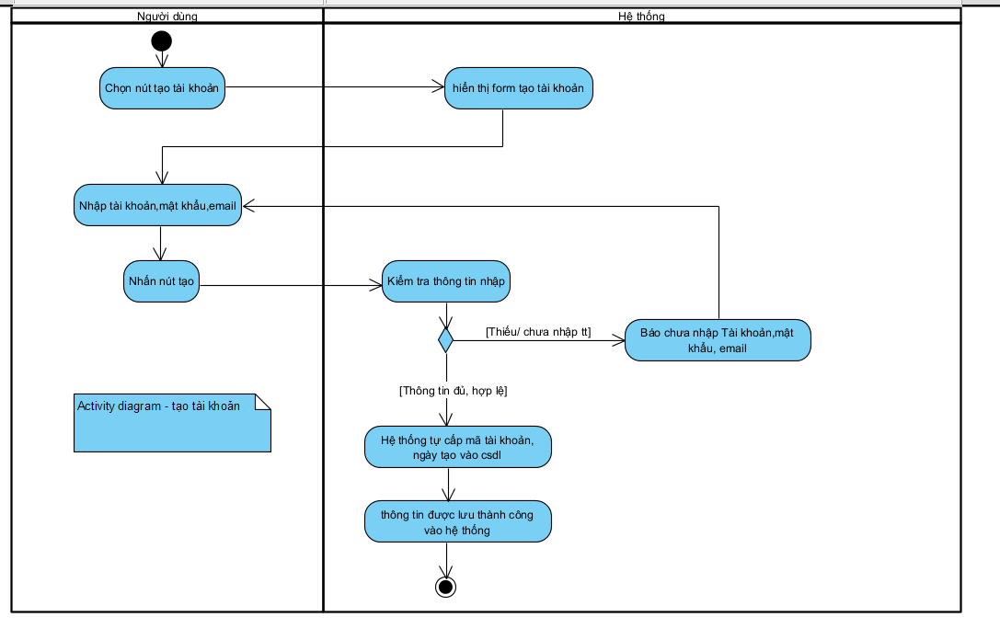 Người dùng
Hệ thống
Chọn nút tạo tài khoản
hiển thị form tạo tài khoản
Nhập tài khoản,mật khẩu,email
Nhấn nút tạo
Kiểm tra thông tin nhập
[Thiếu/ chưa nhập tt]
Báo chưa nhập Tài khoản,mật
khẩu, email
[Thông tin đủ, hợp lệ]
Activity diagram - tạo tài khoản
Hệ thống tự cấp mã tài khoản,
ngày tạo vào csdl
thông tin được lưu thành công
vào hệ thống